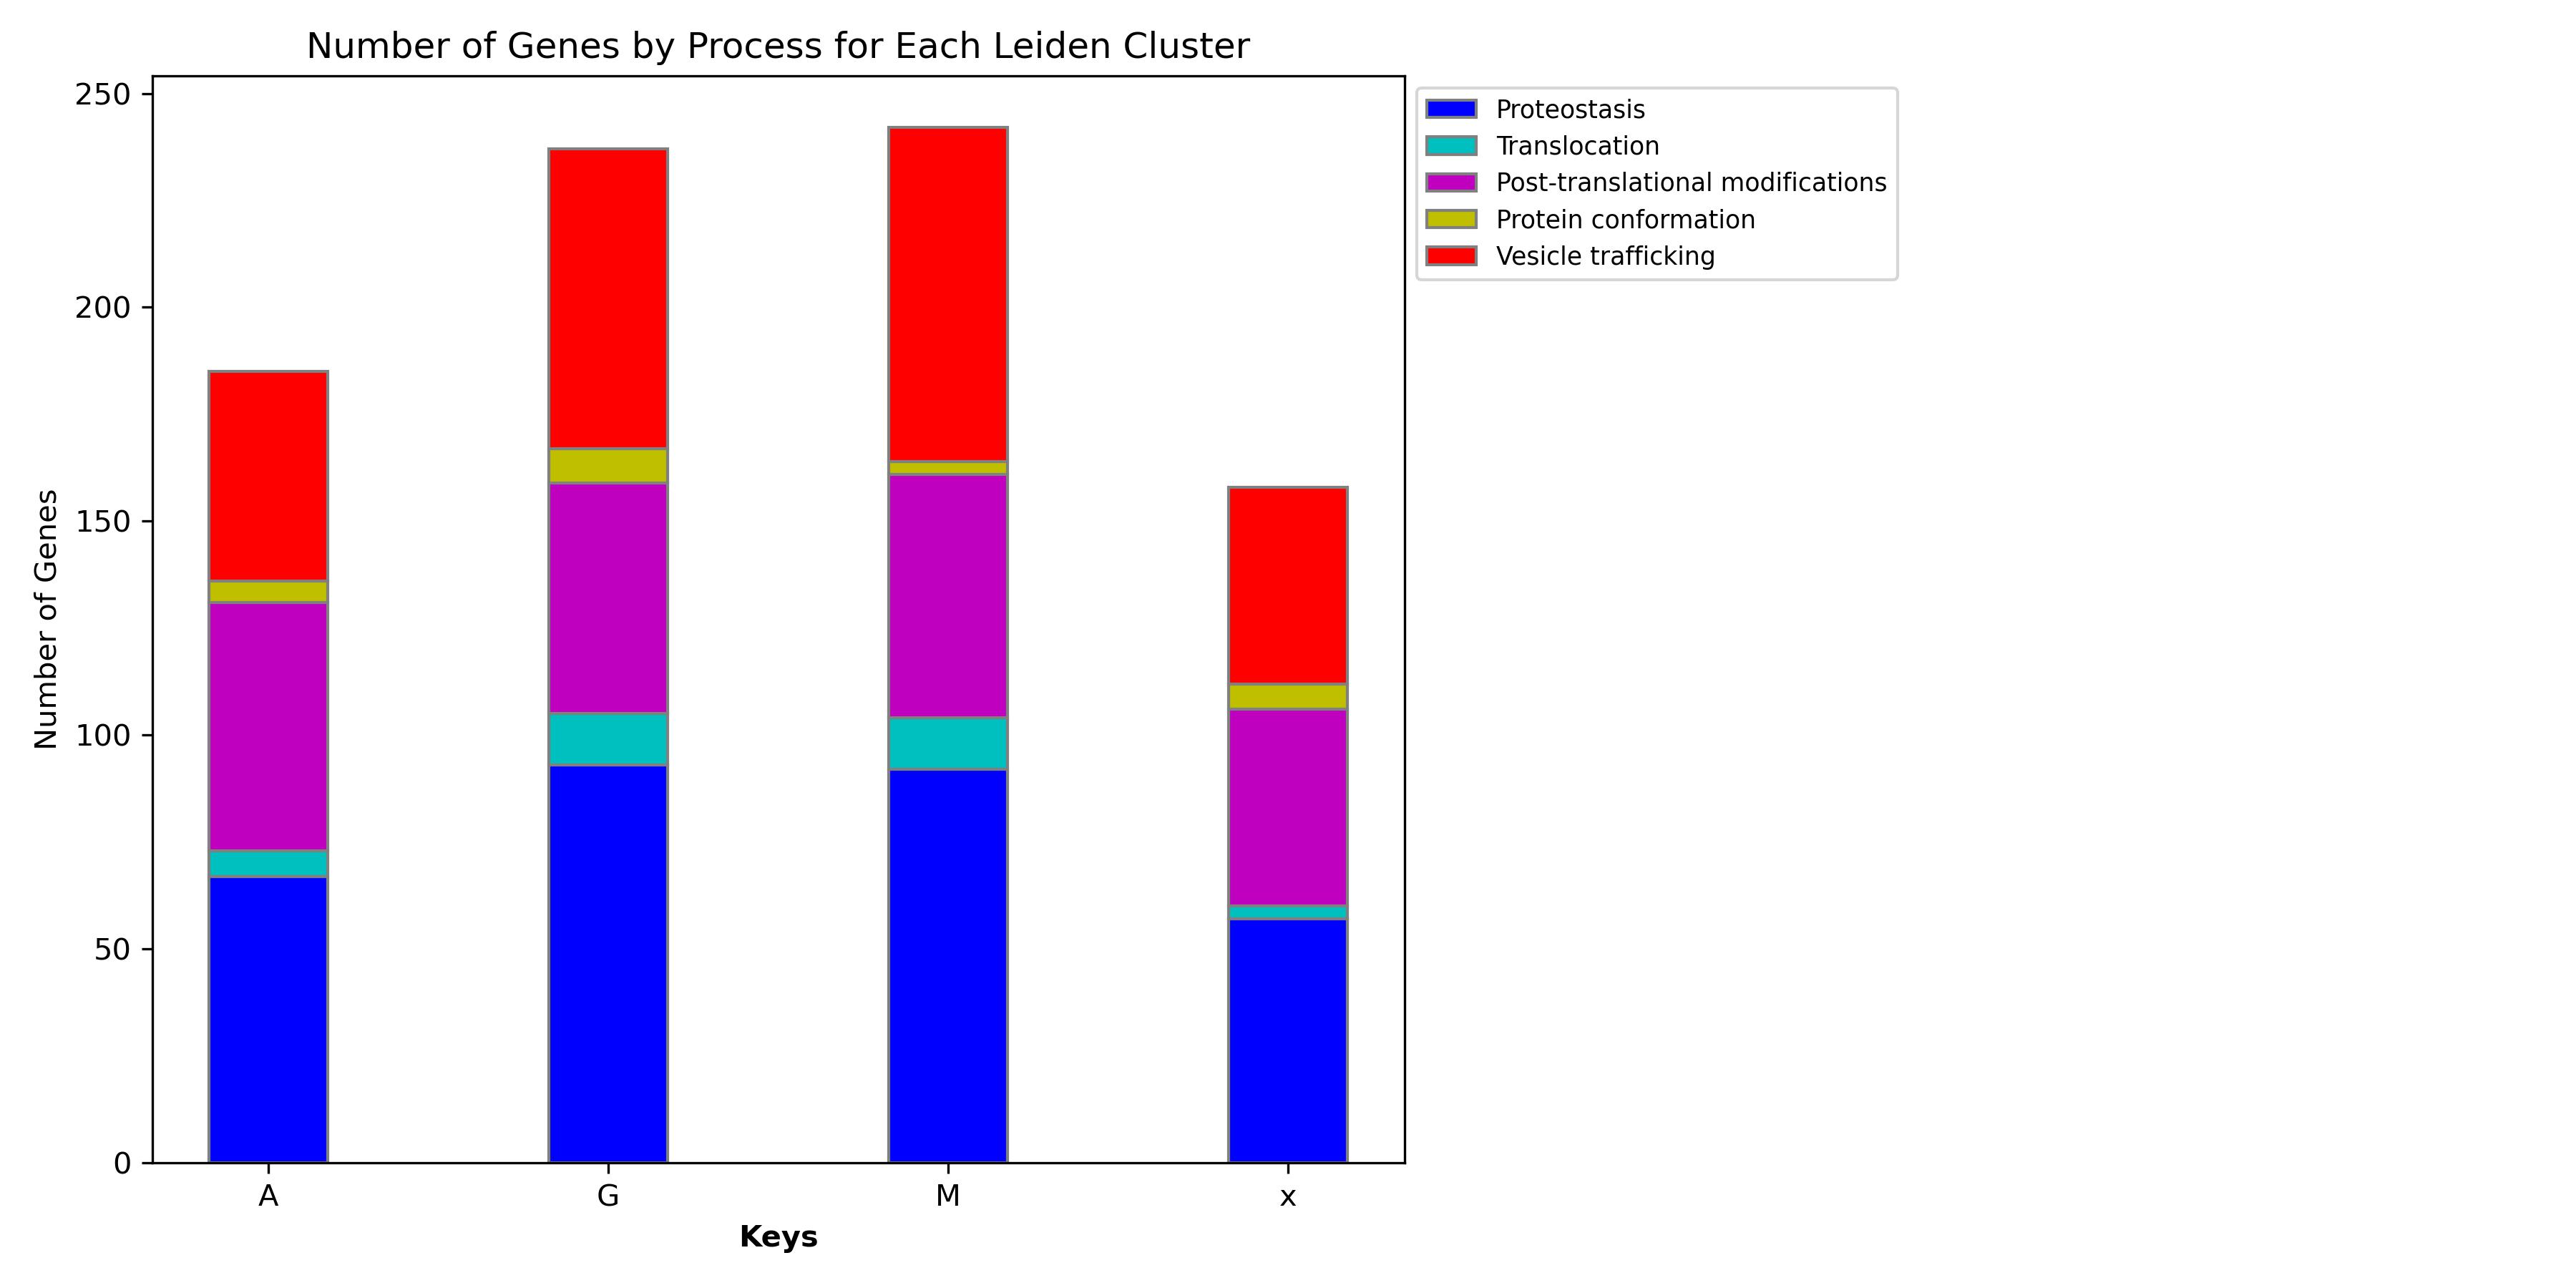 Number of Genes by Process for Each Leiden Cluster
250
200
150
100
50
0
Number of Genes
A
G
M
x
Keys
Proteostasis
Translocation
Post-translational modifications
Protein conformation
Vesicle trafficking